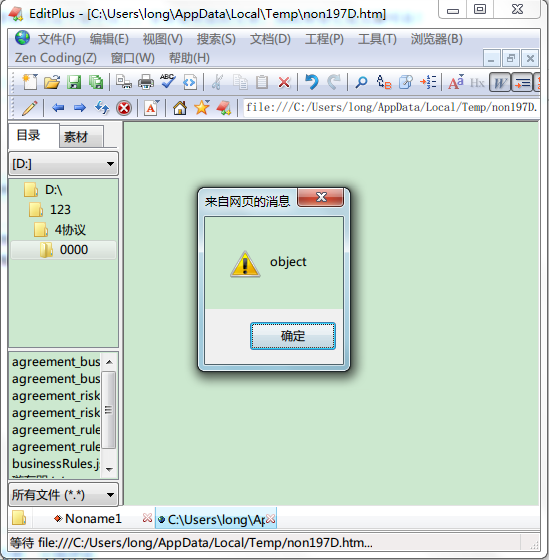 EditPlus - [C:\Users\long\AppData\Local\Temp\non197D.htm]
文件(F) 编辑(E) 视图(V) 搜索(S) 文档(D) 工程(P) 工具(T) 浏览器(B)
Zen Coding(Z) 窗口(W) 帮助(H)
W
A
file:///C:/Users/long/AppData/Local/Temp/non197D.
目录 素材
[D:]
D:\
123
4协议
0000
来自网页的消息
object
确定
agreement_bus
agreement_bus
agreement_risk
agreement_risk
agreement_rule
agreement_rule
businessRules.j
所有文件 (*.*)
Noname1 C:\Users\long\Ap
等待 file:///C:/Users/long/AppData/Local/Temp/non197D.htm...